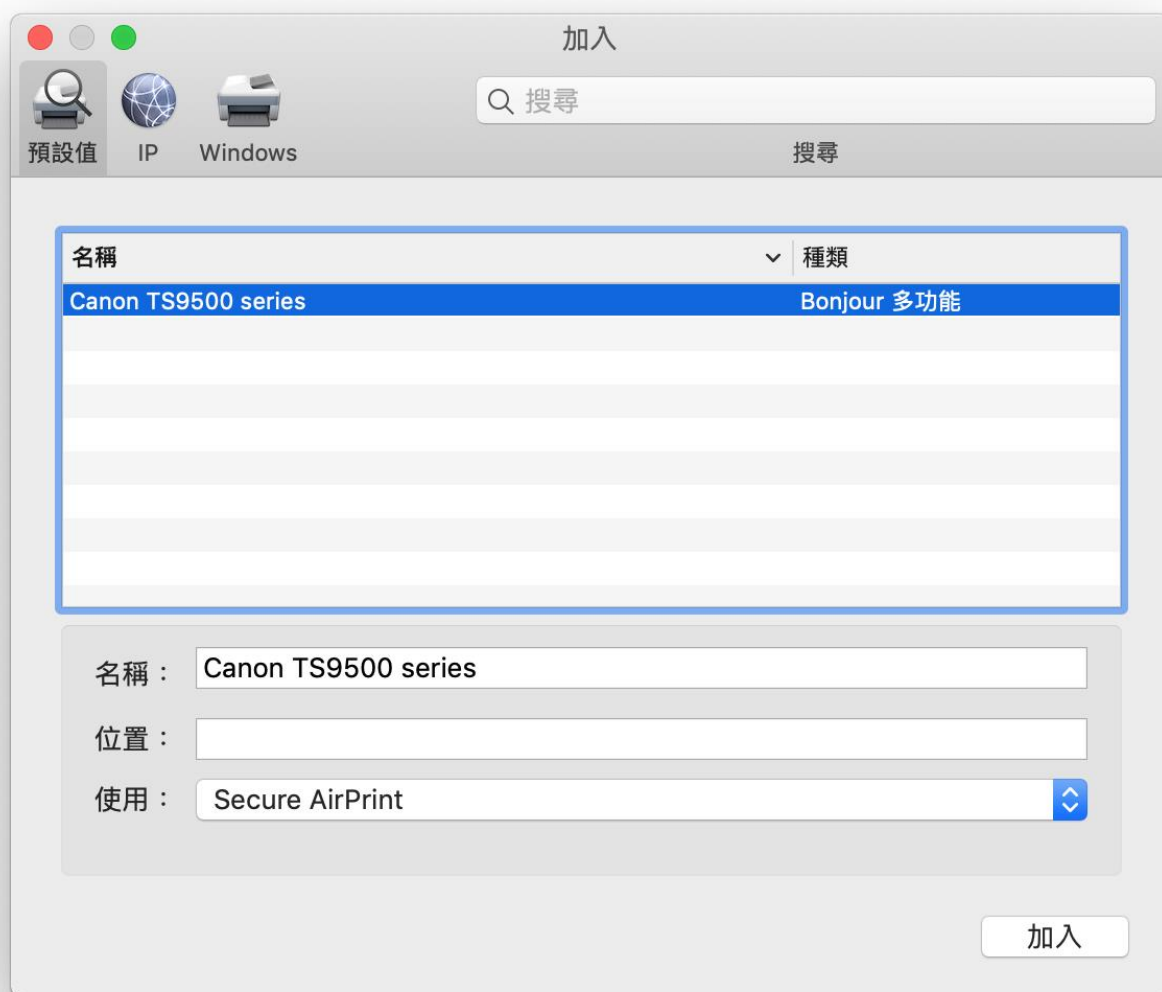 加入
搜尋
預設值 IP Windows 搜尋
名稱 種類
Canon TS9500 series Bonjour 多功能
名稱： Canon TS9500 series
位置：
使用： Secure AirPrint
加入